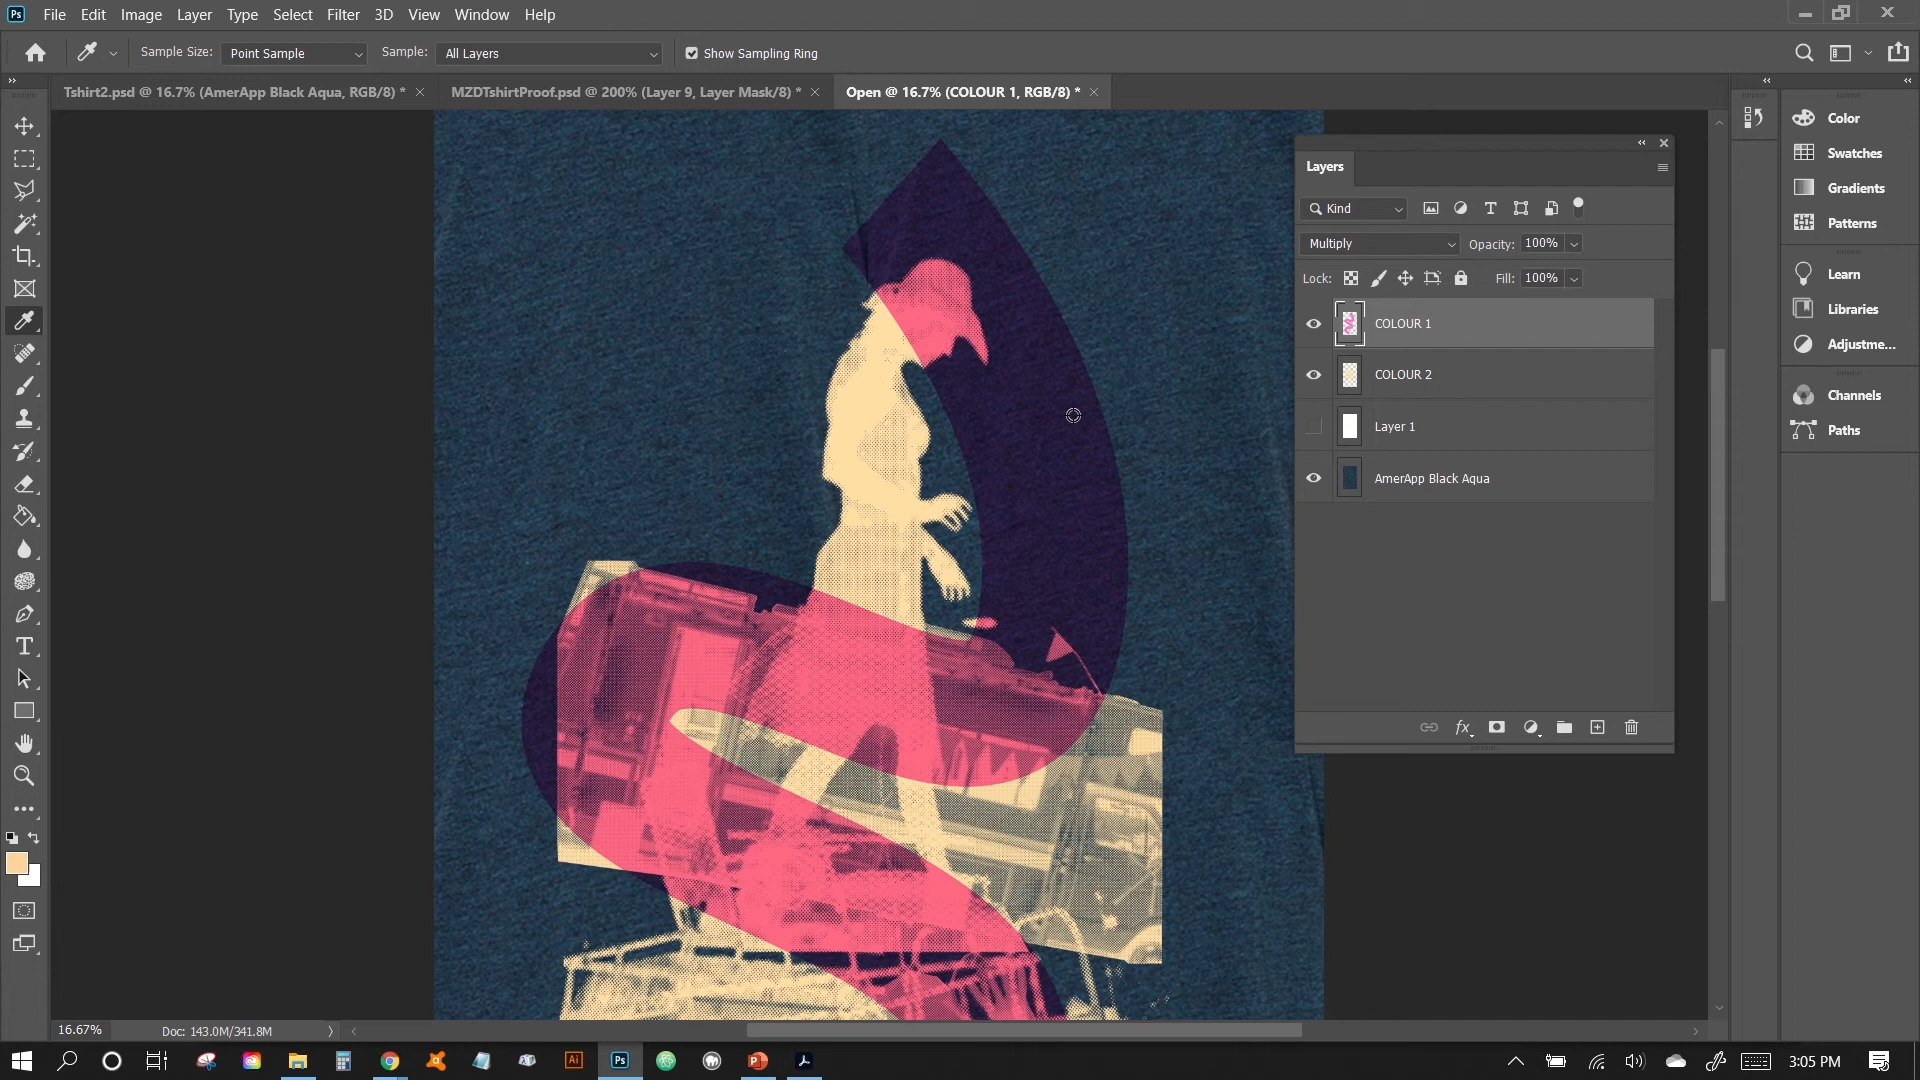 Ps File Edit Image Layer Type Select Filter 3D View Window Help
Sample Size: Point Sample Sample: All Layers Show Sampling Ring
Tshirt2.psd @ 16.7% (AmerApp Black Aqua, RGB/8) * MZDTshirtProof.psd @ 200% (Layer 9, Layer Mask/8) * Open @ 16.7% (COLOUR 1, RGB/8) *
Layers
Kind
Multiply Opacity: 100%
Lock: Fill: 100%
COLOUR 1
COLOUR 2
Layer 1
AmerApp Black Aqua
fx
Color
Swatches
Gradients
Patterns
Learn
Libraries
Adjustme...
Channels
Paths
16.67% Doc: 143.0M/341.8M
Ai Ps 3:05 PM